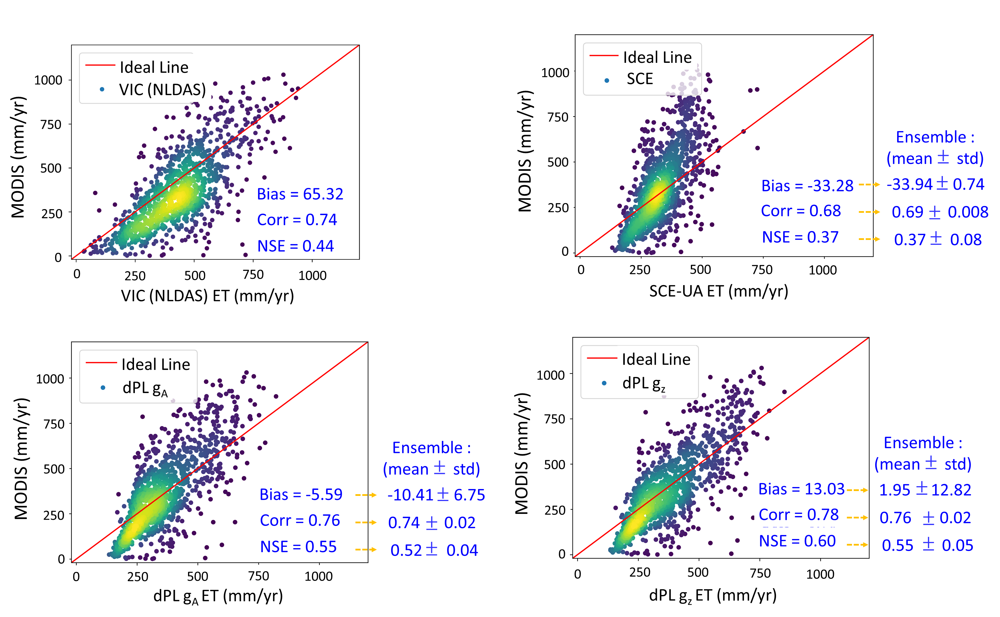 Ideal Line
VIC (NLDAS)
1000
750
500
250
0
MODIS (mm/yr)
Bias = 65.32
Corr = 0.74
NSE = 0.44
0 250 500 750 1000
VIC (NLDAS) ET (mm/yr)
Ideal Line
SCE
1000
750
500
250
0
MODIS (mm/yr)
Ensemble :
(mean ± std)
Bias = -33.28 -33.94 ± 0.74
Corr = 0.68 0.69 ± 0.008
NSE = 0.37 0.37 ± 0.08
0 250 500 750 1000
SCE-UA ET (mm/yr)
Ideal Line
dPL gA
1000
750
500
250
0
MODIS (mm/yr)
Ensemble :
(mean ± std)
Bias = -5.59 -10.41 ± 6.75
Corr = 0.76 0.74 ± 0.02
NSE = 0.55 0.52 ± 0.04
0 250 500 750 1000
dPL gA ET (mm/yr)
Ideal Line
dPL gz
1000
750
500
250
0
MODIS (mm/yr)
Ensemble :
(mean ± std)
Bias = 13.03 1.95 ± 12.82
Corr = 0.78 0.76 ± 0.02
NSE = 0.60 0.55 ± 0.05
0 250 500 750 1000
dPL gz ET (mm/yr)